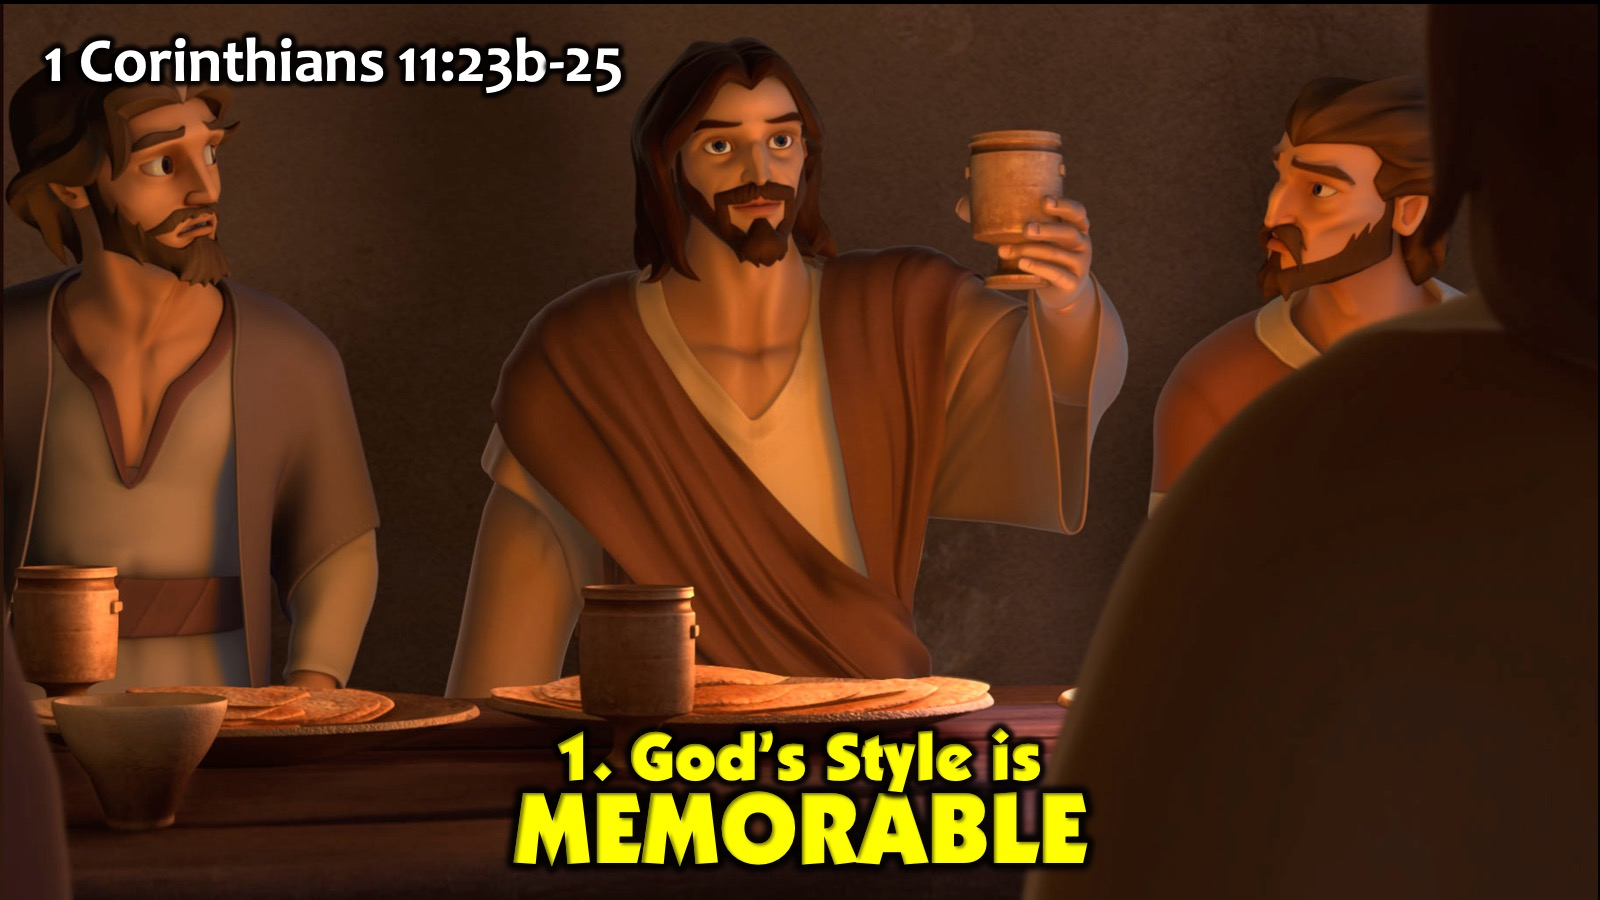 1 Corinthians 11:23b-25
1. God's Style is
MEMORABLE